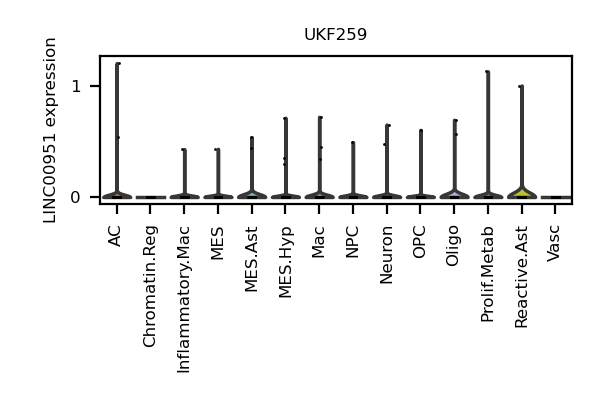 UKF259
LINC00951 expression
1
0
AC
Chromatin.Reg
Inflammatory.Mac
MES
MES.Ast
MES.Hyp
Mac
NPC
Neuron
OPC
Oligo
Prolif.Metab
Reactive.Ast
Vasc